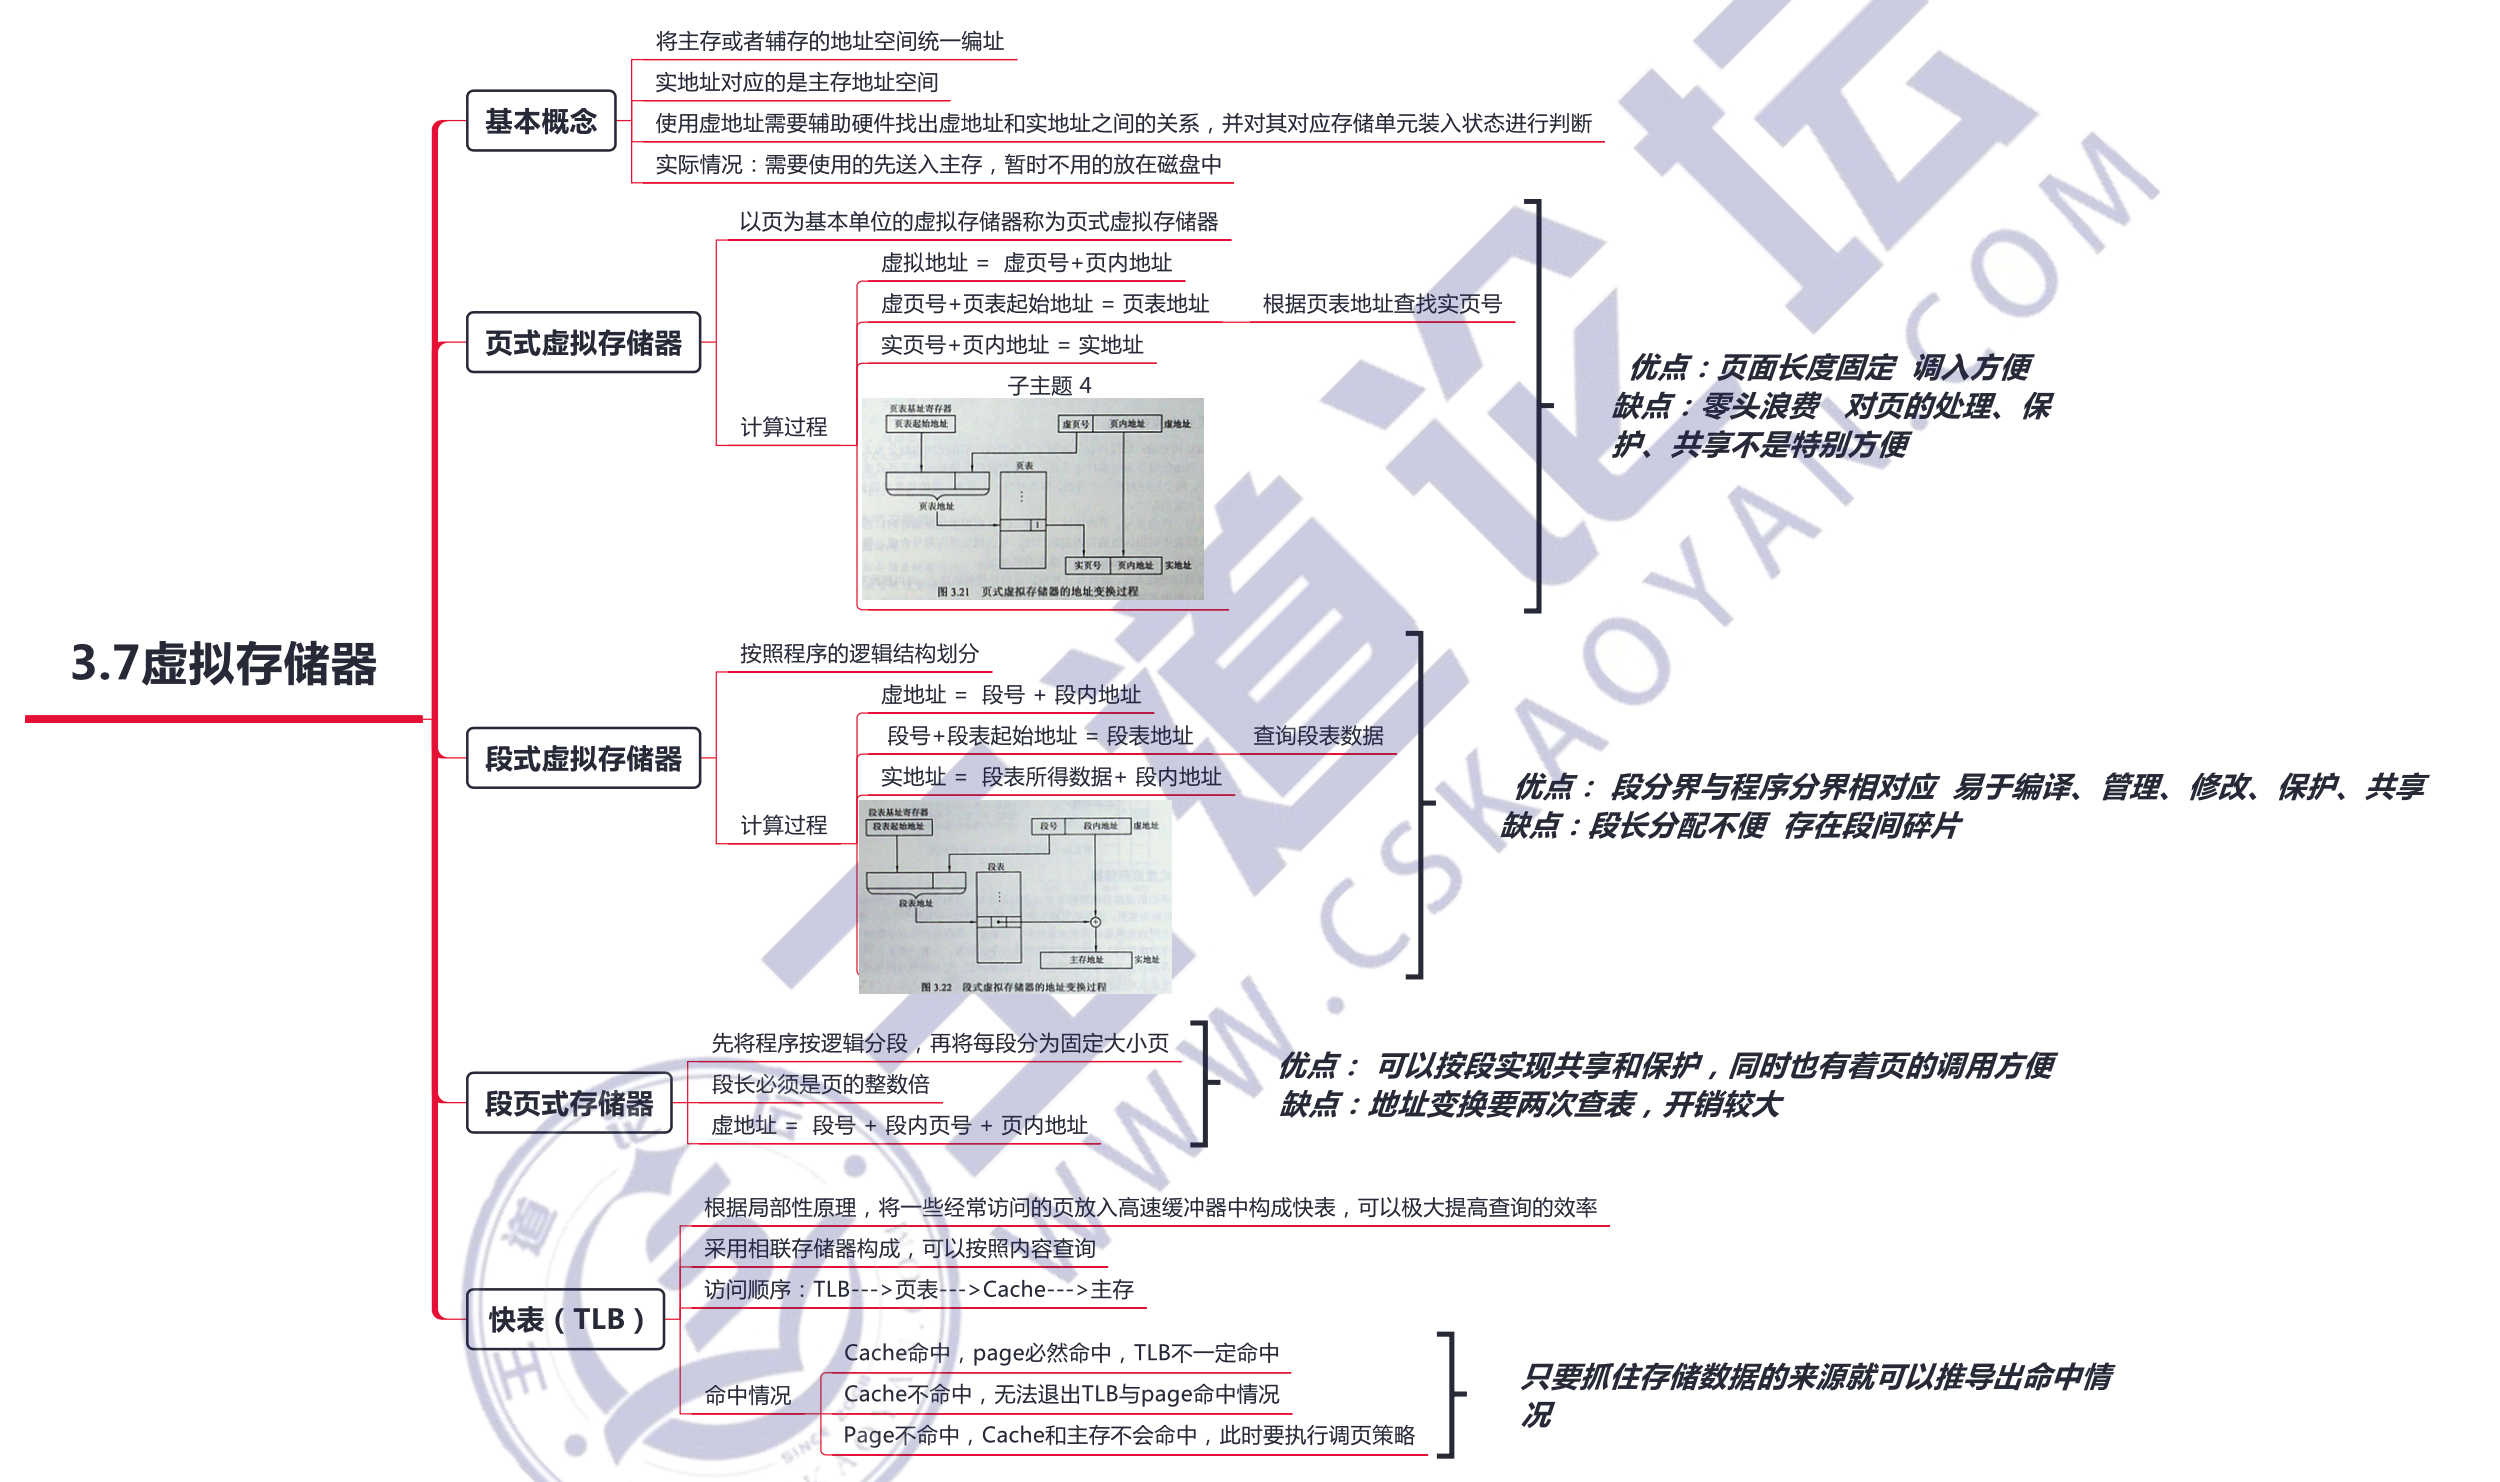 3.7虚拟存储器
基本概念
将主存或者辅存的地址空间统一编址
实地址对应的是主存地址空间
使用虚地址需要辅助硬件找出虚地址和实地址之间的关系，并对其对应存储单元装入状态进行判断
实际情况：需要使用的先送入主存，暂时不用的放在磁盘中
页式虚拟存储器
以页为基本单位的虚拟存储器称为页式虚拟存储器
计算过程
虚拟地址 = 虚页号+页内地址
虚页号+页表起始地址 = 页表地址
根据页表地址查找实页号
实页号+页内地址 = 实地址
子主题 4
页表基址寄存器
页表起始地址
虚页号 页内地址 虚地址
页表
页表地址
1
实页号 页内地址 实地址
图 3.21 页式虚拟存储器的地址变换过程
优点：页面长度固定 调入方便
缺点：零头浪费 对页的处理、保
护、共享不是特别方便
段式虚拟存储器
按照程序的逻辑结构划分
计算过程
虚地址 = 段号 + 段内地址
段号+段表起始地址 = 段表地址
查询段表数据
实地址 = 段表所得数据+ 段内地址
段表基址寄存器
段表起始地址
段号 段内地址 虚地址
段表
段表地址
+
主存地址 实地址
图 3.22 段式虚拟存储器的地址变换过程
优点： 段分界与程序分界相对应 易于编译、管理、修改、保护、共享
缺点：段长分配不便 存在段间碎片
段页式存储器
先将程序按逻辑分段，再将每段分为固定大小页
段长必须是页的整数倍
虚地址 = 段号 + 段内页号 + 页内地址
优点： 可以按段实现共享和保护，同时也有着页的调用方便
缺点：地址变换要两次查表，开销较大
快表（TLB）
根据局部性原理，将一些经常访问的页放入高速缓冲器中构成快表，可以极大提高查询的效率
采用相联存储器构成，可以按照内容查询
访问顺序：TLB--->页表--->Cache--->主存
命中情况
Cache命中，page必然命中，TLB不一定命中
Cache不命中，无法退出TLB与page命中情况
Page不命中，Cache和主存不会命中，此时要执行调页策略
只要抓住存储数据的来源就可以推导出命中情
况
王道论坛
WWW.CSKAOYAN.COM